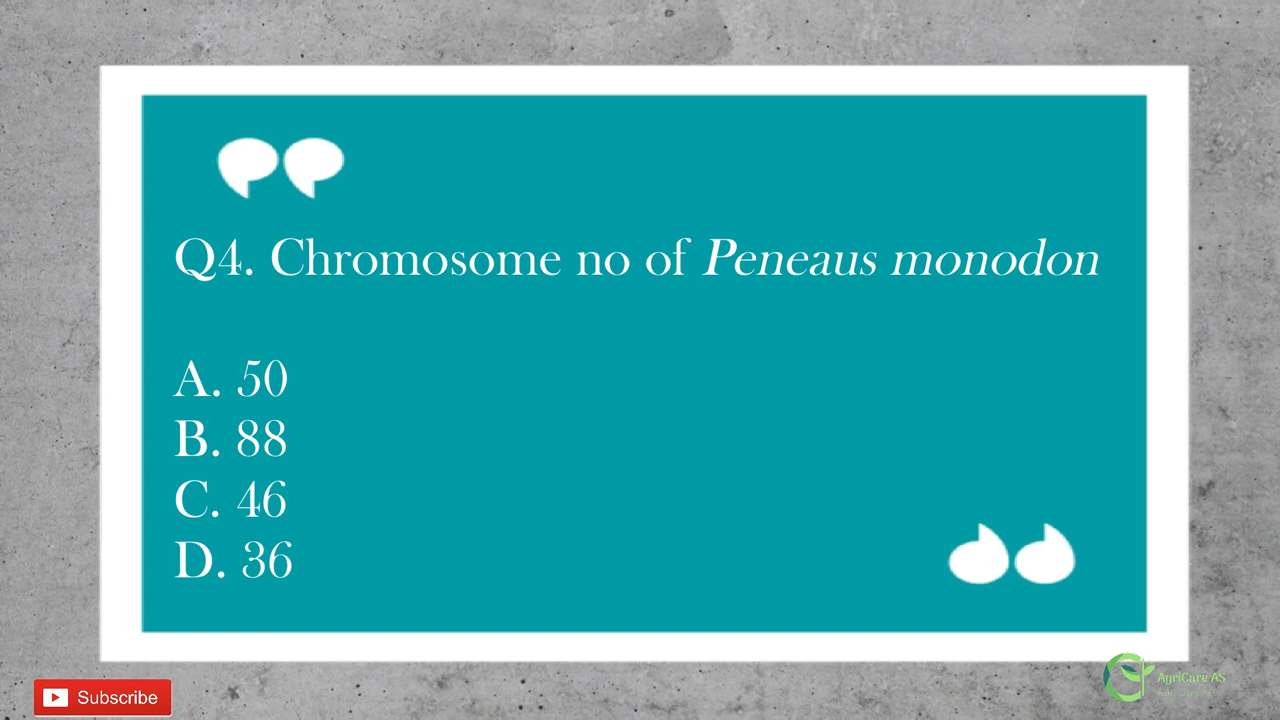 Q4. Chromosome no of Peneaus monodon
A. 50
B. 88
C. 46
D. 36
Subscribe
AgriCare AS